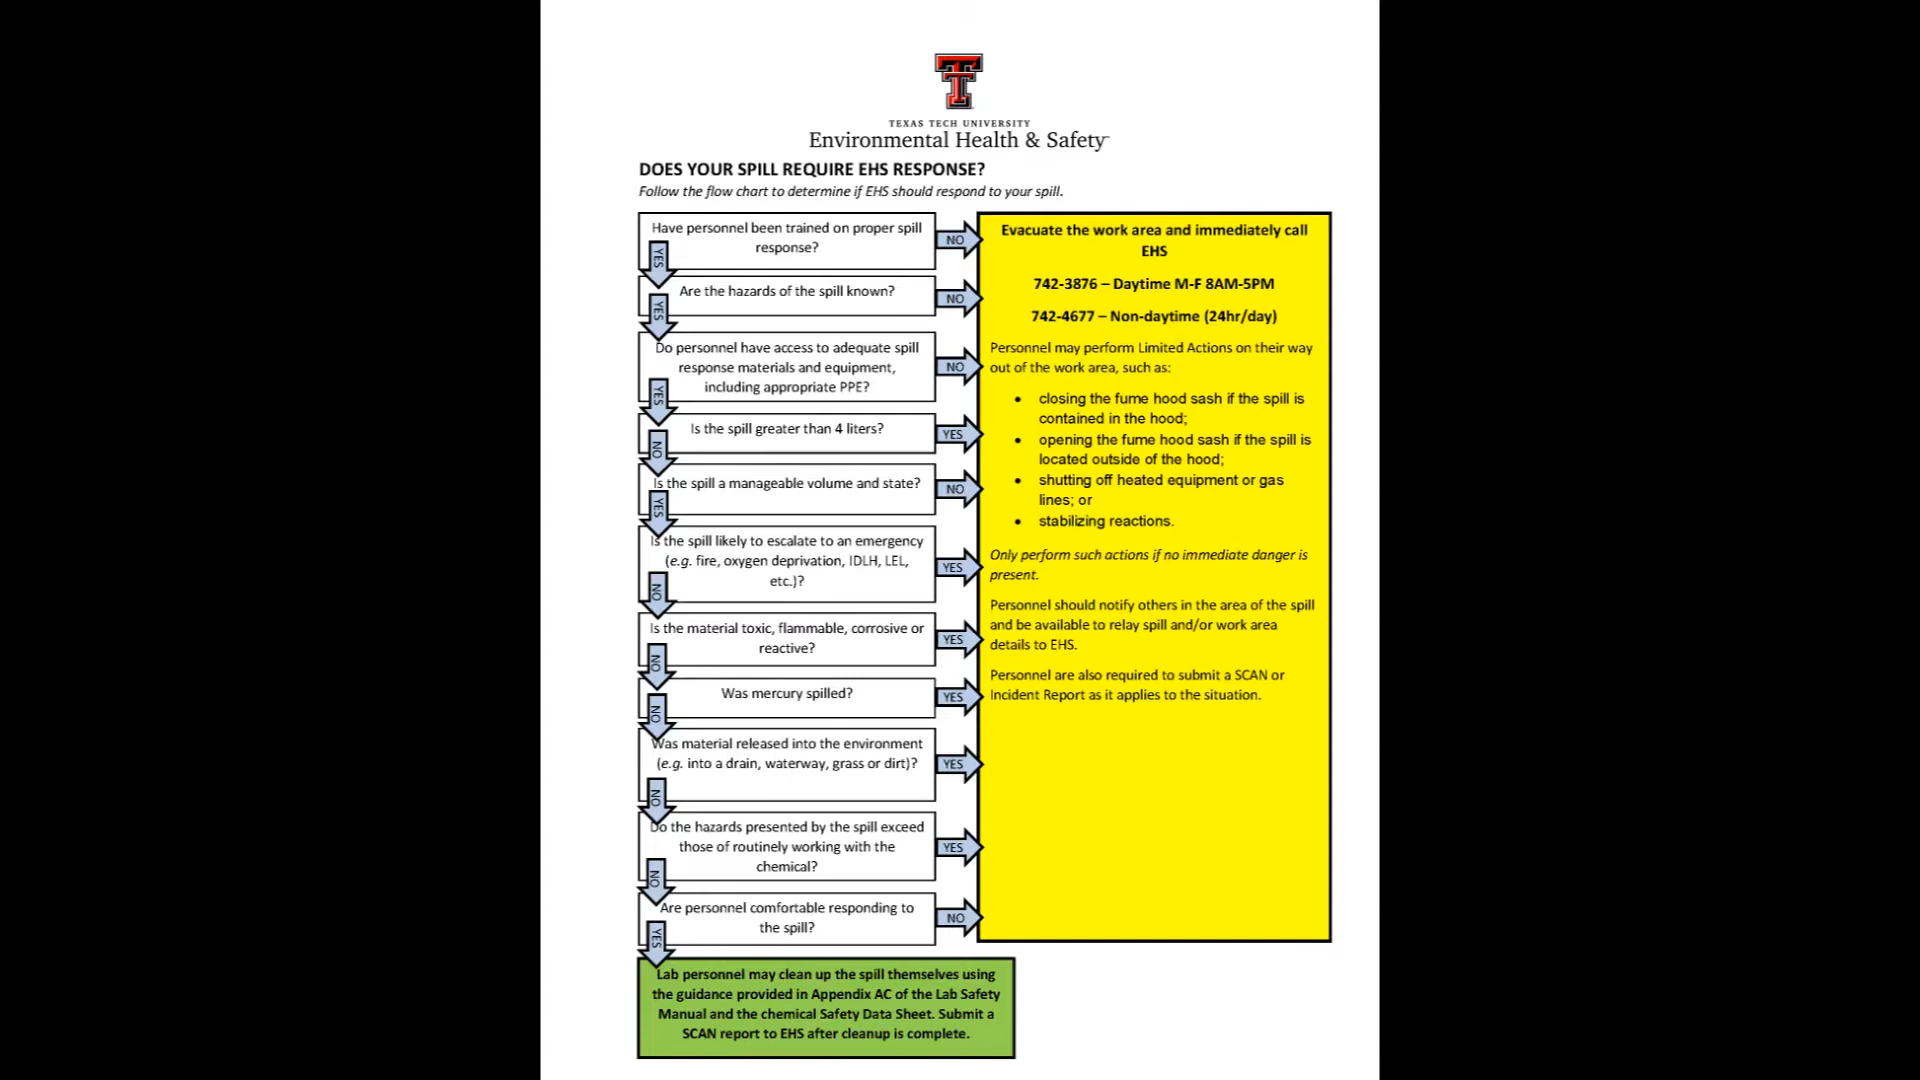 TEXAS TECH UNIVERSITY
Environmental Health & Safety™
DOES YOUR SPILL REQUIRE EHS RESPONSE?
Follow the flow chart to determine if EHS should respond to your spill.
Have personnel been trained on proper spill
response?
YES
NO
Are the hazards of the spill known?
YES
NO
Do personnel have access to adequate spill
response materials and equipment,
including appropriate PPE?
YES
NO
Is the spill greater than 4 liters?
NO
YES
Is the spill a manageable volume and state?
YES
NO
Is the spill likely to escalate to an emergency
(e.g. fire, oxygen deprivation, IDLH, LEL,
etc.)?
NO
YES
Is the material toxic, flammable, corrosive or
reactive?
NO
YES
Was mercury spilled?
NO
YES
Was material released into the environment
(e.g. into a drain, waterway, grass or dirt)?
NO
YES
Do the hazards presented by the spill exceed
those of routinely working with the
chemical?
NO
YES
Are personnel comfortable responding to
the spill?
YES
NO
Evacuate the work area and immediately call
EHS
742-3876 – Daytime M-F 8AM-5PM
742-4677 – Non-daytime (24hr/day)
Personnel may perform Limited Actions on their way
out of the work area, such as:
• closing the fume hood sash if the spill is
contained in the hood;
• opening the fume hood sash if the spill is
located outside of the hood;
• shutting off heated equipment or gas
lines; or
• stabilizing reactions.
Only perform such actions if no immediate danger is
present.
Personnel should notify others in the area of the spill
and be available to relay spill and/or work area
details to EHS.
Personnel are also required to submit a SCAN or
Incident Report as it applies to the situation.
Lab personnel may clean up the spill themselves using
the guidance provided in Appendix AC of the Lab Safety
Manual and the chemical Safety Data Sheet. Submit a
SCAN report to EHS after cleanup is complete.